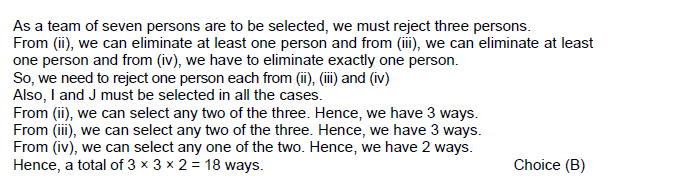 As a team of seven persons are to be selected, we must reject three persons.
From (ii), we can eliminate at least one person and from (iii), we can eliminate at least
one person and from (iv), we have to eliminate exactly one person.
So, we need to reject one person each from (ii), (iii) and (iv)
Also, I and J must be selected in all the cases.
From (ii), we can select any two of the three. Hence, we have 3 ways.
From (iii), we can select any two of the three. Hence, we have 3 ways.
From (iv), we can select any one of the two. Hence, we have 2 ways.
Hence, a total of 3 × 3 × 2 = 18 ways. Choice (B)